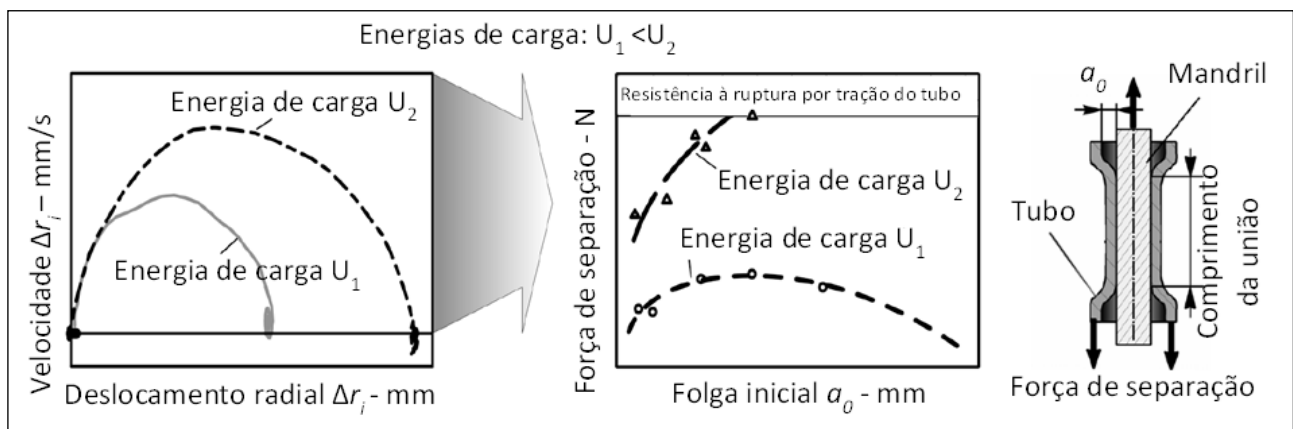 Energias de carga: U₁ <U₂
Velocidade Δrᵢ – mm/s
Energia de carga U₂
Energia de carga U₁
Deslocamento radial Δrᵢ - mm
Força de separação - N
Resistência à ruptura por tração do tubo
Energia de carga U₂
Energia de carga U₁
Folga inicial a₀ - mm
a₀
Mandril
Tubo
Comprimento
da união
Força de separação